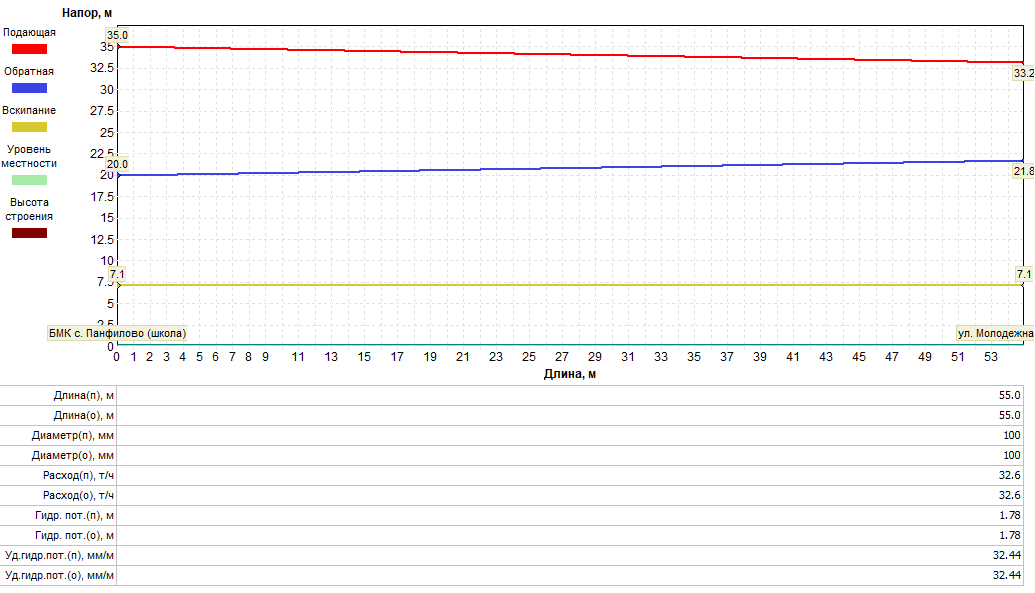 Напор, м
Подающая
Обратная
Вскипание
Уровень
местности
Высота
строения
35.0
35
32.5
30
27.5
25
22.5
20.0
20
17.5
15
12.5
10
7.1
7.5
5
2.5
0
33.2
21.8
7.1
БМК с. Панфилово (школа)
ул. Молодежна
0 1 2 3 4 5 6 7 8 9 11 13 15 17 19 21 23 25 27 29 31 33 35 37 39 41 43 45 47 49 51 53
Длина, м
Длина(п), м 55.0
Длина(о), м 55.0
Диаметр(п), мм 100
Диаметр(о), мм 100
Расход(п), т/ч 32.6
Расход(о), т/ч 32.6
Гидр. пот.(п), м 1.78
Гидр. пот.(о), м 1.78
Уд.гидр.пот.(п), мм/м 32.44
Уд.гидр.пот.(о), мм/м 32.44